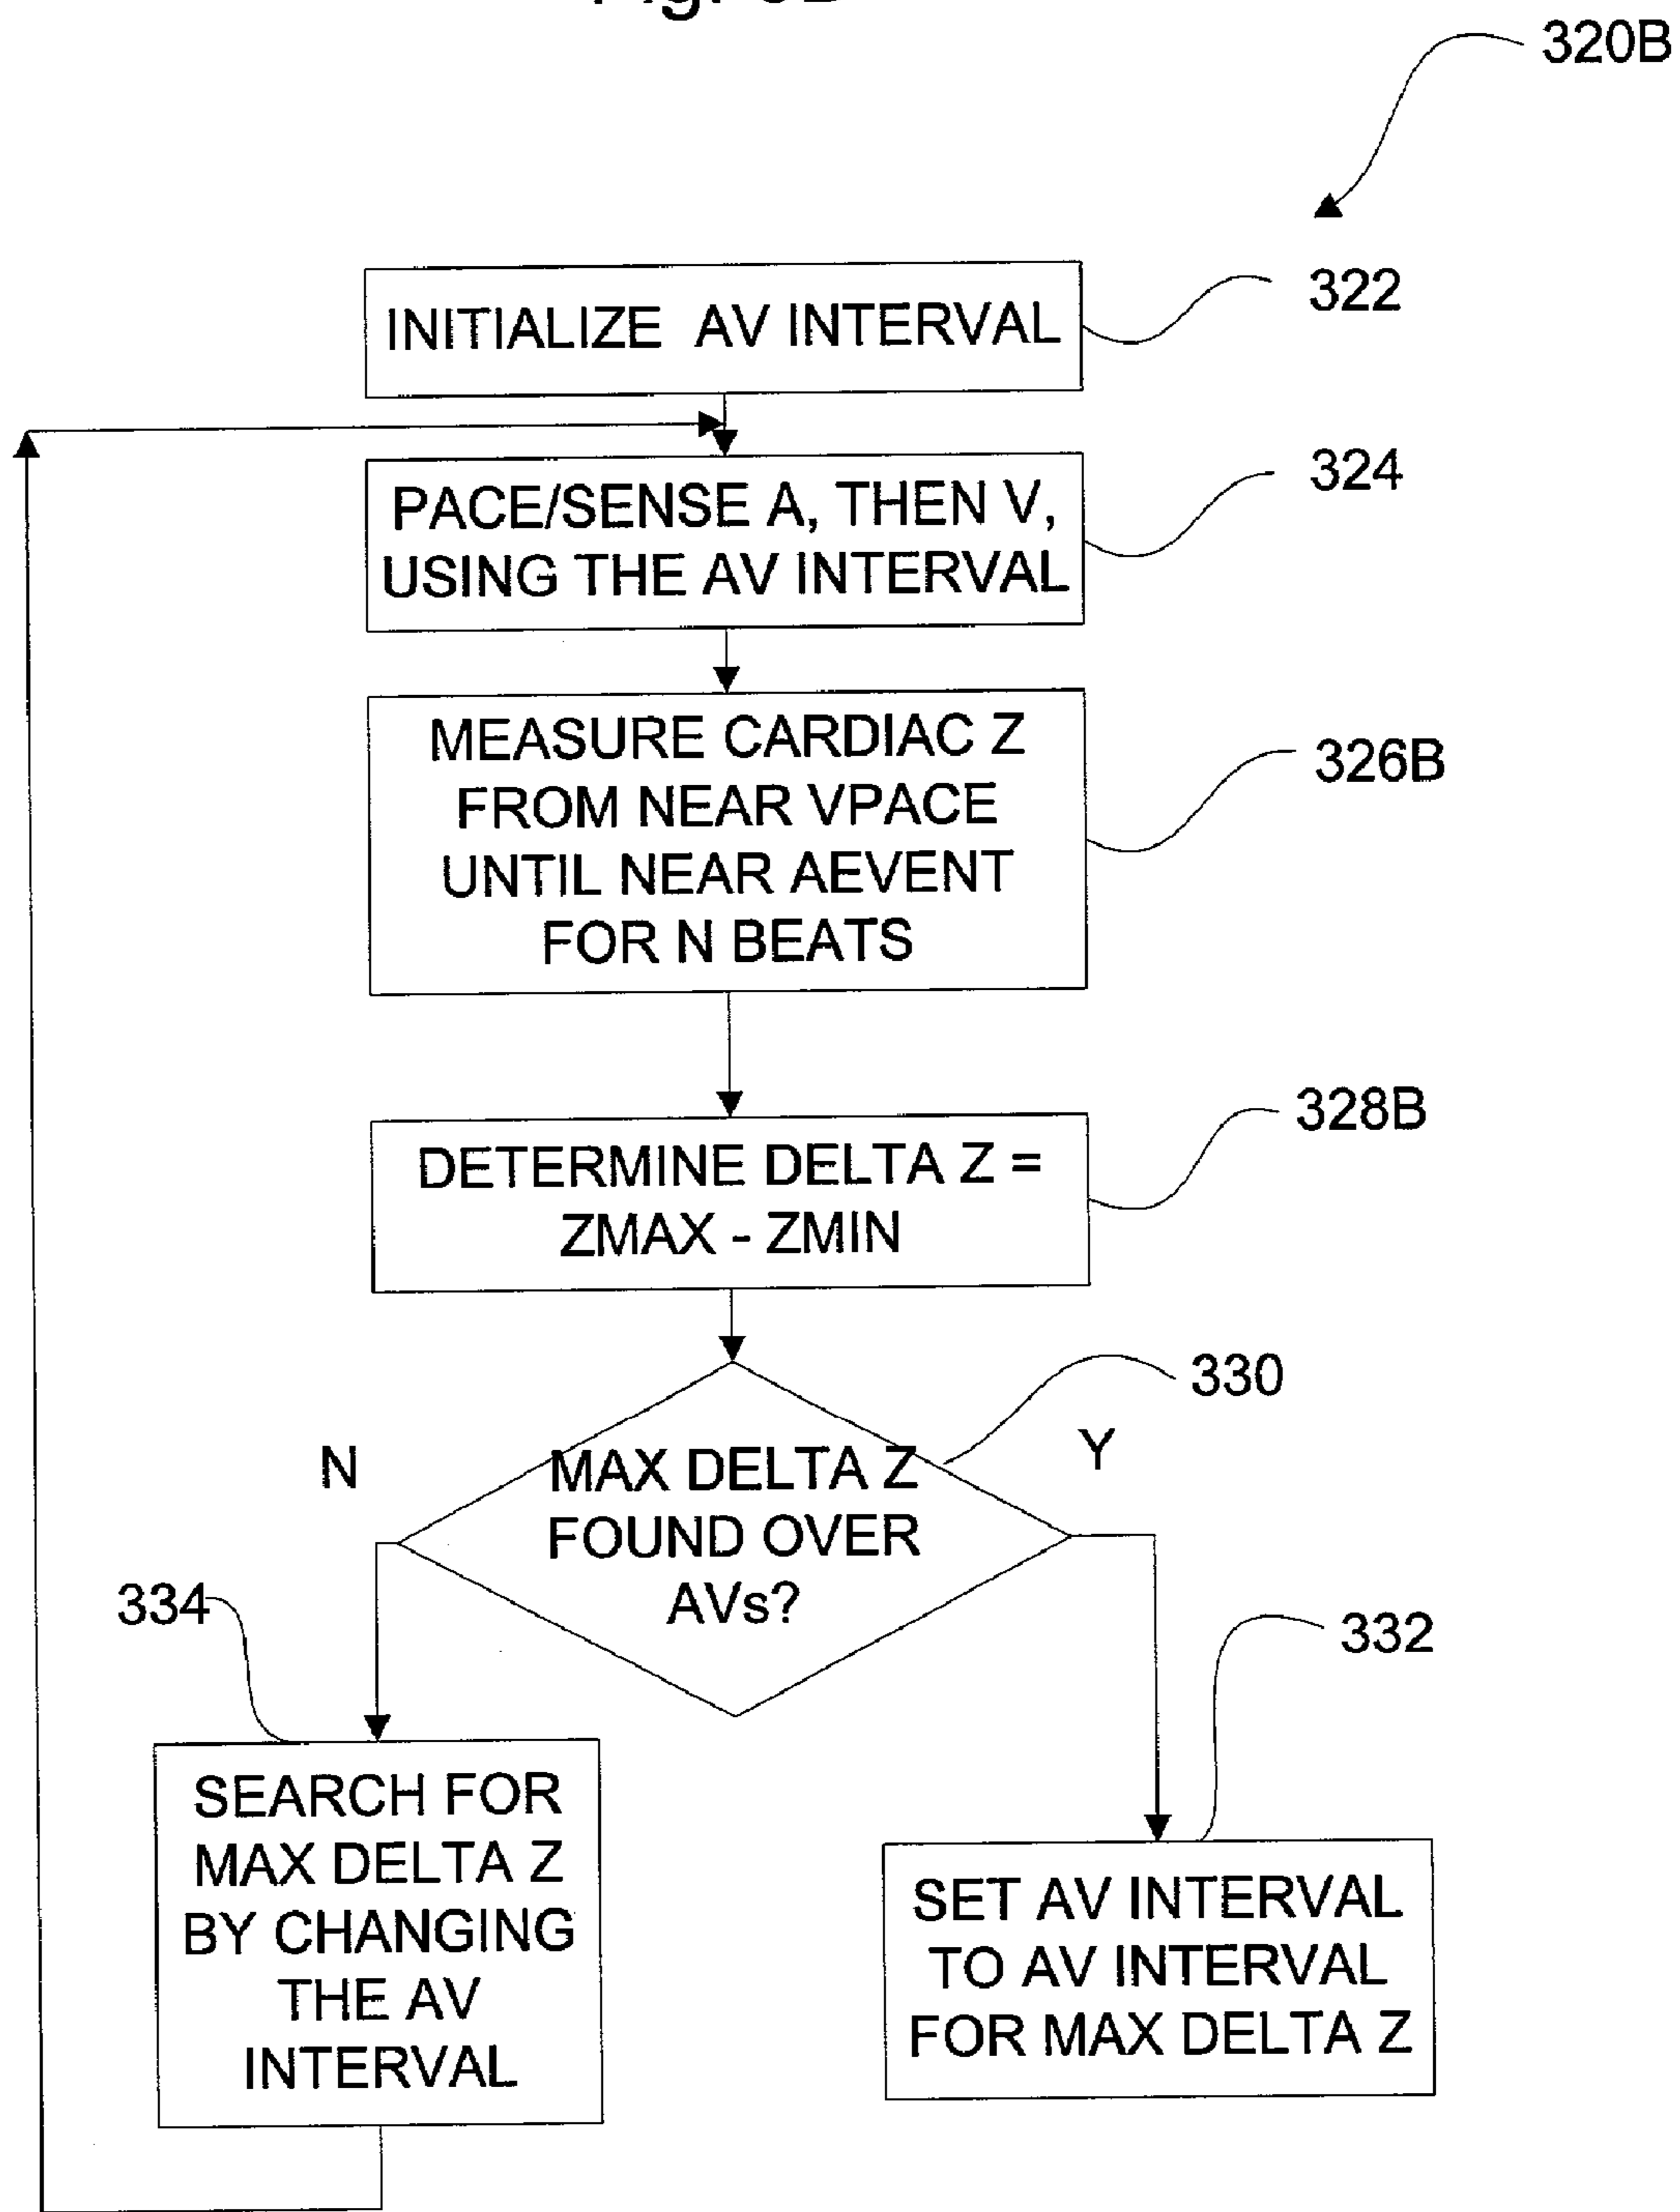 320B
INITIALIZE AV INTERVAL
322
PACE/SENSE A, THEN V,
USING THE AV INTERVAL
324
MEASURE CARDIAC Z
FROM NEAR VPACE
UNTIL NEAR AEVENT
FOR N BEATS
326B
DETERMINE DELTA Z =
ZMAX - ZMIN
328B
330
N
Y
MAX DELTA Z
FOUND OVER
AVs?
334
332
SEARCH FOR
MAX DELTA Z
BY CHANGING
THE AV
INTERVAL
SET AV INTERVAL
TO AV INTERVAL
FOR MAX DELTA Z